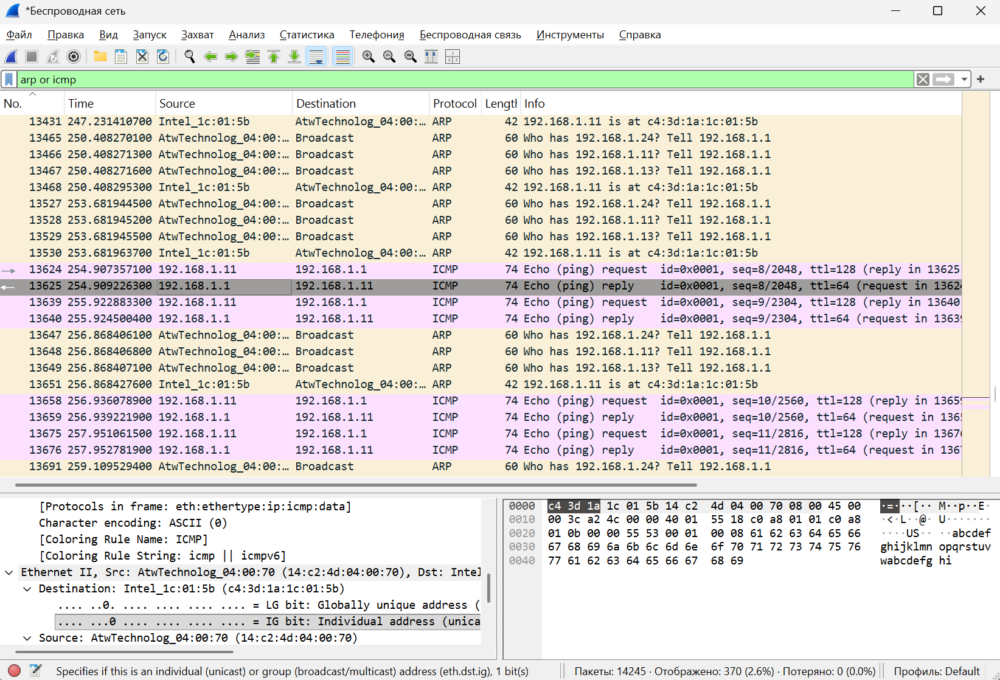 *Беспроводная сеть
Файл Правка Вид Запуск Захват Анализ Статистика Телефония Беспроводная связь Инструменты Справка
arp or icmp
No. Time Source Destination Protocol Lengtl Info
13431 247.231410700 Intel_1c:01:5b AtwTechnolog_04:00:… ARP 42 192.168.1.11 is at c4:3d:1a:1c:01:5b
13465 250.408270100 AtwTechnolog_04:00:… Broadcast ARP 60 Who has 192.168.1.24? Tell 192.168.1.1
13466 250.408271300 AtwTechnolog_04:00:… Broadcast ARP 60 Who has 192.168.1.11? Tell 192.168.1.1
13467 250.408271600 AtwTechnolog_04:00:… Broadcast ARP 60 Who has 192.168.1.13? Tell 192.168.1.1
13468 250.408295300 Intel_1c:01:5b AtwTechnolog_04:00:… ARP 42 192.168.1.11 is at c4:3d:1a:1c:01:5b
13527 253.681944500 AtwTechnolog_04:00:… Broadcast ARP 60 Who has 192.168.1.24? Tell 192.168.1.1
13528 253.681945200 AtwTechnolog_04:00:… Broadcast ARP 60 Who has 192.168.1.11? Tell 192.168.1.1
13529 253.681945500 AtwTechnolog_04:00:… Broadcast ARP 60 Who has 192.168.1.13? Tell 192.168.1.1
13530 253.681963700 Intel_1c:01:5b AtwTechnolog_04:00:… ARP 42 192.168.1.11 is at c4:3d:1a:1c:01:5b
13624 254.907357100 192.168.1.11 192.168.1.1 ICMP 74 Echo (ping) request id=0x0001, seq=8/2048, ttl=128 (reply in 13625
13625 254.909226300 192.168.1.1 192.168.1.11 ICMP 74 Echo (ping) reply id=0x0001, seq=8/2048, ttl=64 (request in 13624
13639 255.922883300 192.168.1.11 192.168.1.1 ICMP 74 Echo (ping) request id=0x0001, seq=9/2304, ttl=128 (reply in 13640
13640 255.924500400 192.168.1.1 192.168.1.11 ICMP 74 Echo (ping) reply id=0x0001, seq=9/2304, ttl=64 (request in 13639
13647 256.868406100 AtwTechnolog_04:00:… Broadcast ARP 60 Who has 192.168.1.24? Tell 192.168.1.1
13648 256.868406800 AtwTechnolog_04:00:… Broadcast ARP 60 Who has 192.168.1.11? Tell 192.168.1.1
13649 256.868407100 AtwTechnolog_04:00:… Broadcast ARP 60 Who has 192.168.1.13? Tell 192.168.1.1
13651 256.868427600 Intel_1c:01:5b AtwTechnolog_04:00:… ARP 42 192.168.1.11 is at c4:3d:1a:1c:01:5b
13658 256.936078900 192.168.1.11 192.168.1.1 ICMP 74 Echo (ping) request id=0x0001, seq=10/2560, ttl=128 (reply in 13659
13659 256.939221900 192.168.1.1 192.168.1.11 ICMP 74 Echo (ping) reply id=0x0001, seq=10/2560, ttl=64 (request in 1365
13675 257.951061500 192.168.1.11 192.168.1.1 ICMP 74 Echo (ping) request id=0x0001, seq=11/2816, ttl=128 (reply in 13676
13676 257.952781900 192.168.1.1 192.168.1.11 ICMP 74 Echo (ping) reply id=0x0001, seq=11/2816, ttl=64 (request in 1367
13691 259.109529400 AtwTechnolog_04:00:… Broadcast ARP 60 Who has 192.168.1.24? Tell 192.168.1.1
[Protocols in frame: eth:ethertype:ip:icmp:data]
Character encoding: ASCII (0)
[Coloring Rule Name: ICMP]
[Coloring Rule String: icmp || icmpv6]
Ethernet II, Src: AtwTechnolog_04:00:70 (14:c2:4d:04:00:70), Dst: Intel
Destination: Intel_1c:01:5b (c4:3d:1a:1c:01:5b)
.... ..0. .... .... .... .... = LG bit: Globally unique address (
.... ...0 .... .... .... .... = IG bit: Individual address (unica
Source: AtwTechnolog_04:00:70 (14:c2:4d:04:00:70)
0000 c4 3d 1a 1c 01 5b 14 c2 4d 04 00 70 08 00 45 00 ·=···[·· M··p··E·
0010 00 3c a2 4c 00 00 40 01 55 18 c0 a8 01 01 c0 a8 ·<·L··@· U·······
0020 01 0b 00 00 55 53 00 01 00 08 61 62 63 64 65 66 ····US·· ··abcdef
0030 67 68 69 6a 6b 6c 6d 6e 6f 70 71 72 73 74 75 76 ghijklmn opqrstuv
0040 77 61 62 63 64 65 66 67 68 69 wabcdefg hi
Specifies if this is an individual (unicast) or group (broadcast/multicast) address (eth.dst.ig), 1 bit(s) Пакеты: 14245 · Отображено: 370 (2.6%) · Потеряно: 0 (0.0%) Профиль: Default